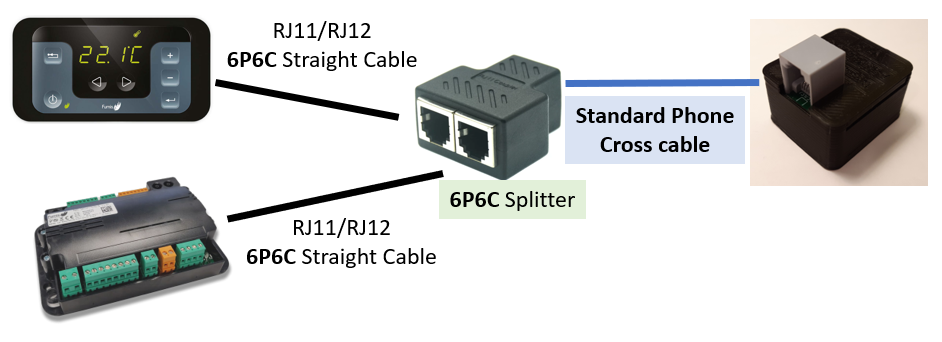 RJ11/RJ12
6P6C Straight Cable
22.1°C
Standard Phone
Cross cable
6P6C Splitter
RJ11/RJ12
6P6C Straight Cable